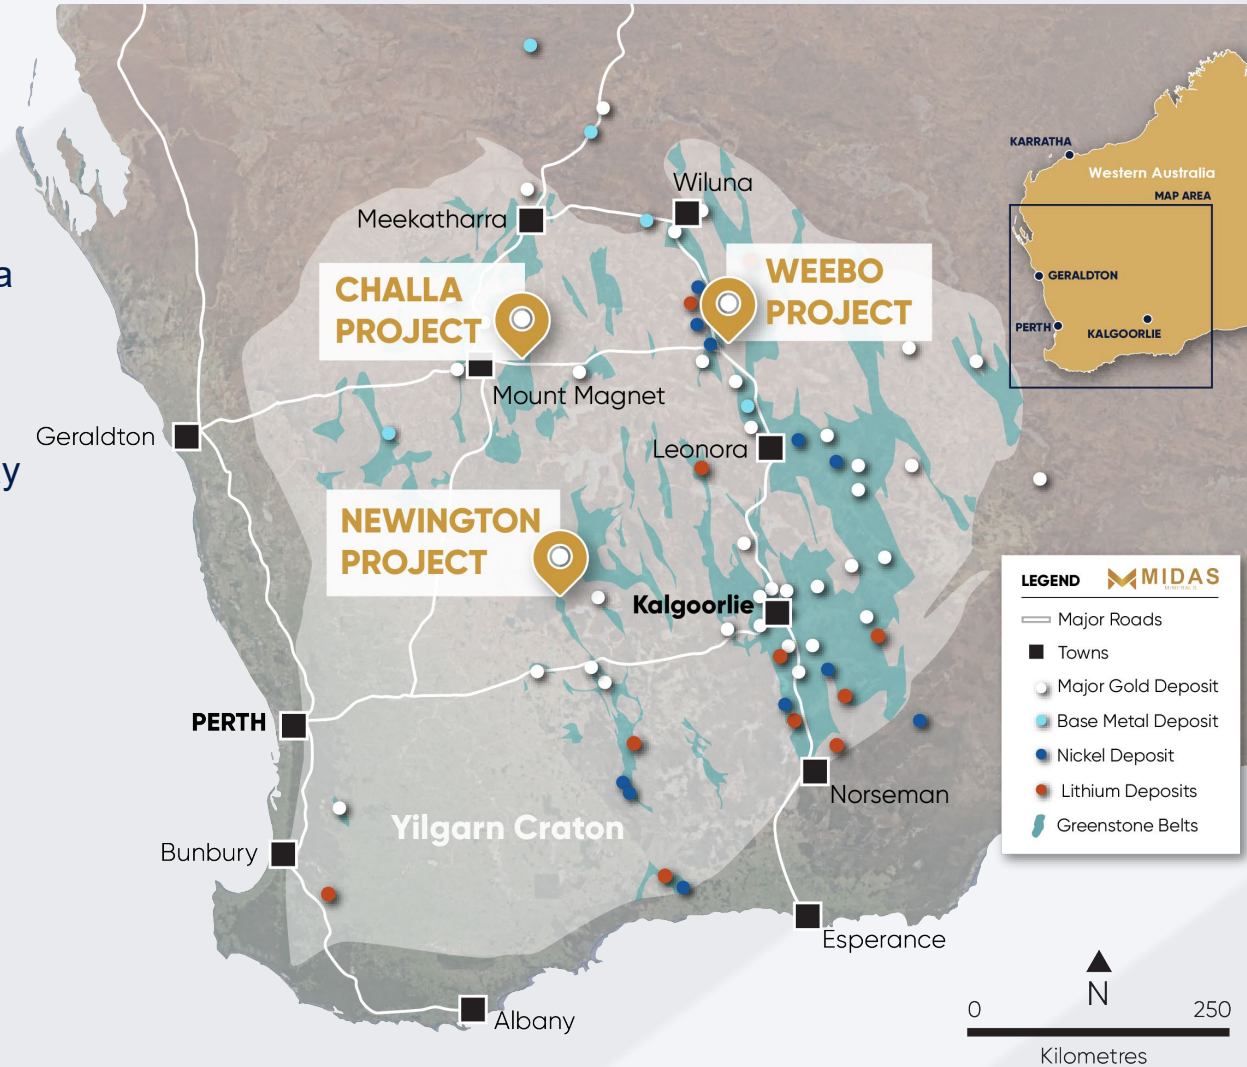 a
y
Wiluna
Meekatharra
CHALLA
PROJECT
WEEBO
PROJECT
Mount Magnet
Geraldton
Leonora
NEWINGTON
PROJECT
Kalgoorlie
PERTH
Norseman
Yilgarn Craton
Bunbury
Esperance
Albany
KARRATHA
Western Australia
MAP AREA
GERALDTON
PERTH
KALGOORLIE
LEGEND
MIDAS
MINERALS
Major Roads
Towns
Major Gold Deposit
Base Metal Deposit
Nickel Deposit
Lithium Deposits
Greenstone Belts
N
0 250
Kilometres